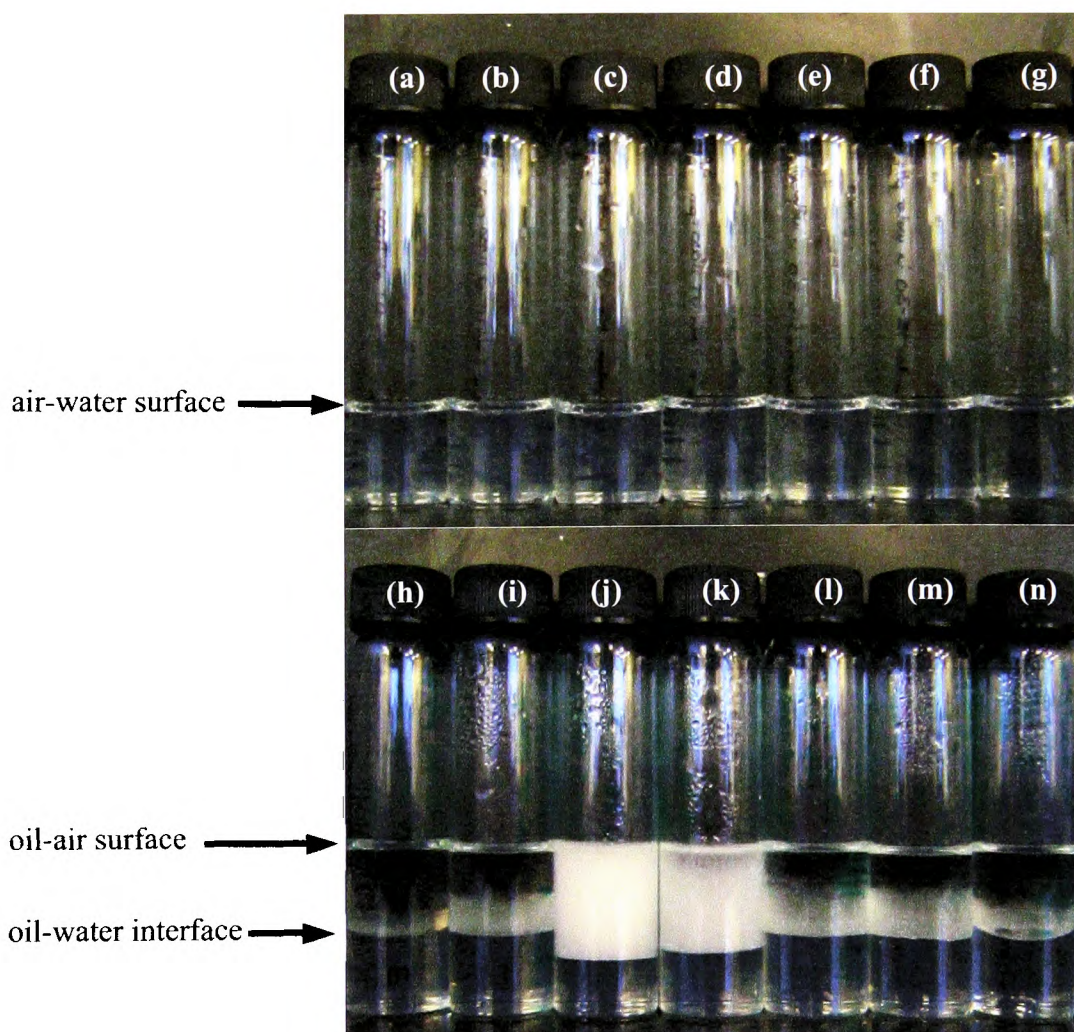 (a) (b) (c) (d) (e) (f) (g)
air-water surface
(h) (i) (j) (k) (l) (m) (n)
oil-air surface
oil-water interface